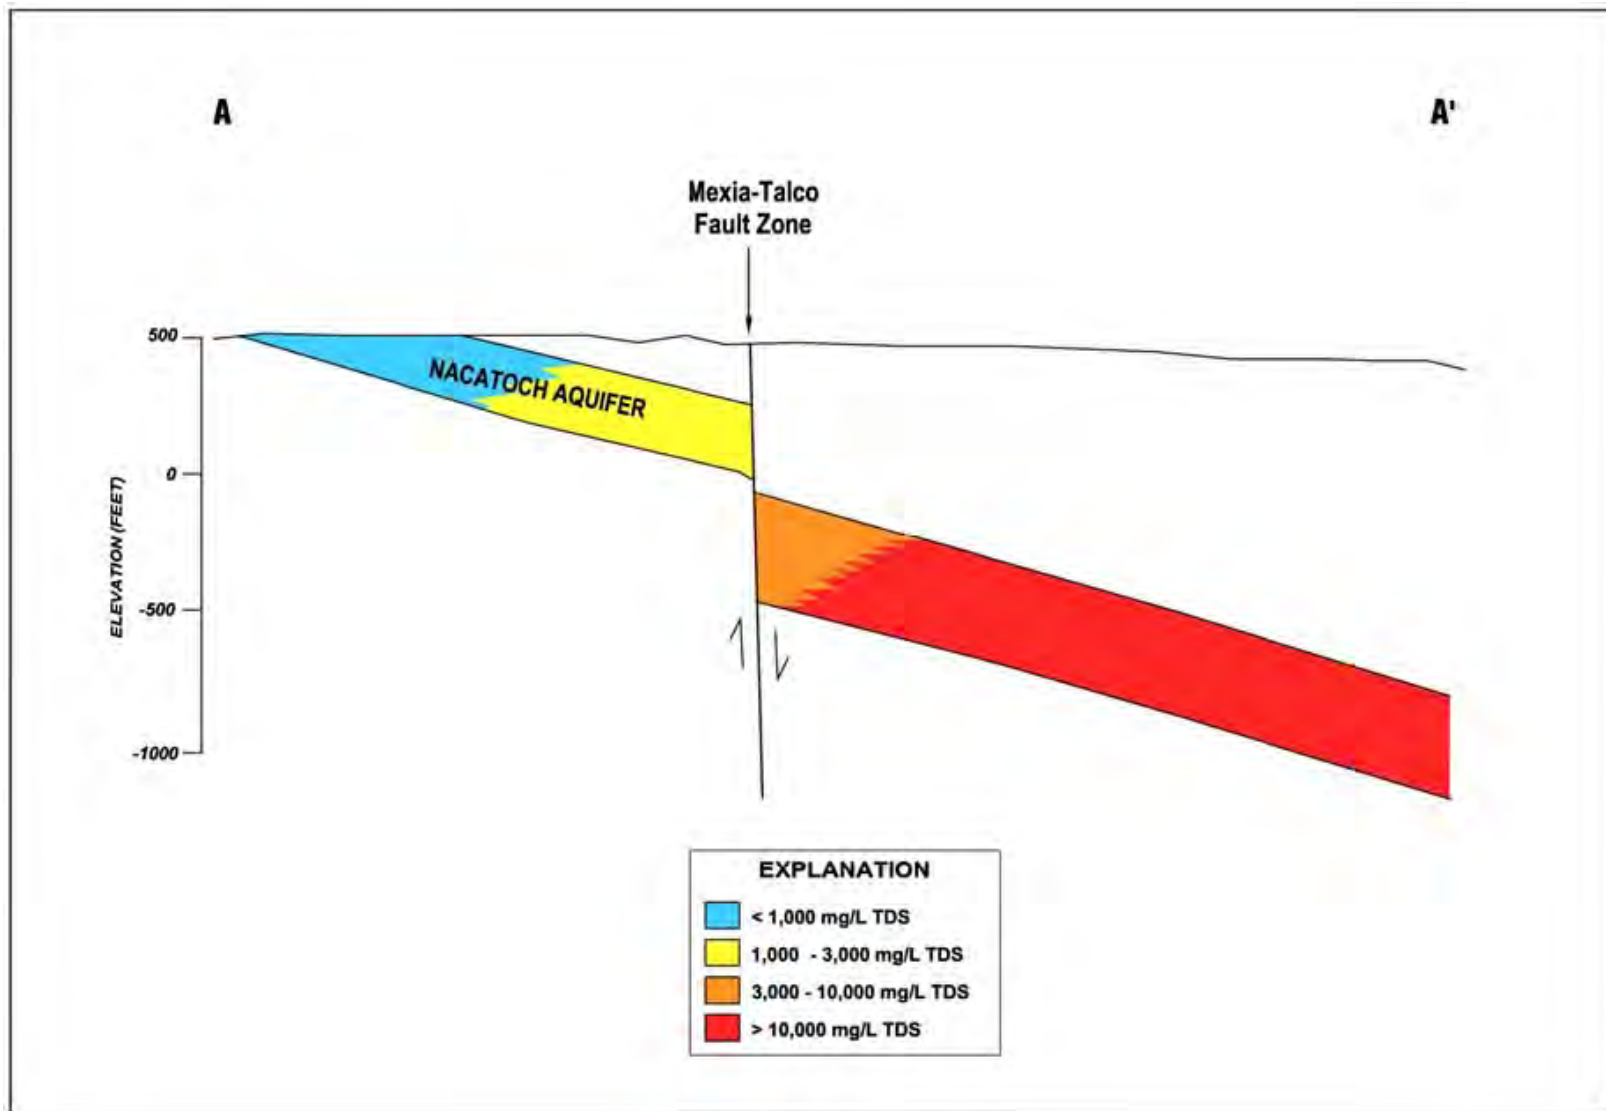 A
A'
Mexia-Talco
Fault Zone
500
NACATOCH AQUIFER
0
ELEVATION (FEET)
-500
-1000
EXPLANATION
< 1,000 mg/L TDS
1,000 - 3,000 mg/L TDS
3,000 - 10,000 mg/L TDS
> 10,000 mg/L TDS